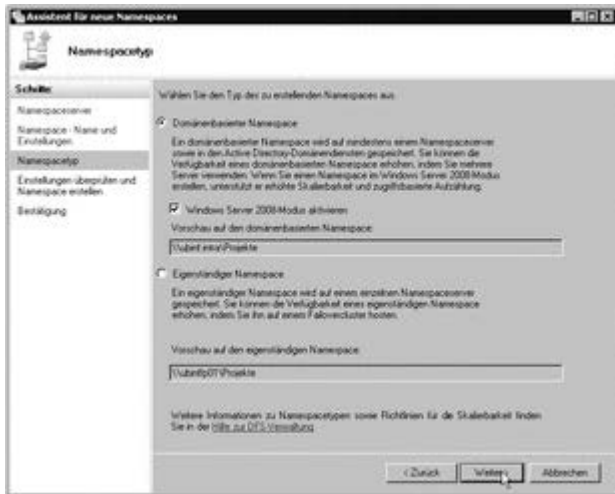 Assistent für neue Namespaces
Namespacetyp
Schritte:
Namespaceserver
Namespace - Name und
Einstellungen
Namespacetyp
Einstellungen überprüfen und
Namespace erstellen
Bestätigung
Wählen Sie den Typ des zu erstellenden Namespaces aus.
Domänenbasierter Namespace
Ein domänenbasierter Namespace wird auf mindestens einem Namespaceserver
sowie in den Active Directory-Domänendiensten gespeichert. Sie können die
Verfügbarkeit eines domänenbasierten Namespace erhöhen, indem Sie mehrere
Server verwenden. Wenn Sie einen Namespace im Windows Server 2008-Modus
erstellen, unterstützt er erhöhte Skalierbarkeit und zugriffsbasierte Aufzählung.
Windows Server 2008-Modus aktivieren
Vorschau auf den domänenbasierten Namespace:
Eigenständiger Namespace
Ein eigenständiger Namespace wird auf einem einzelnen Namespaceserver
gespeichert. Sie können die Verfügbarkeit eines eigenständigen Namespace
erhöhen, indem Sie ihn auf einem Failovercluster hosten.
Vorschau auf den eigenständigen Namespace:
Weitere Informationen zu Namespacetypen sowie Richtlinien für die Skalierbarkeit finden
Sie in der Hilfe zur DFS-Verwaltung
< Zurück
Weiter >
Abbrechen